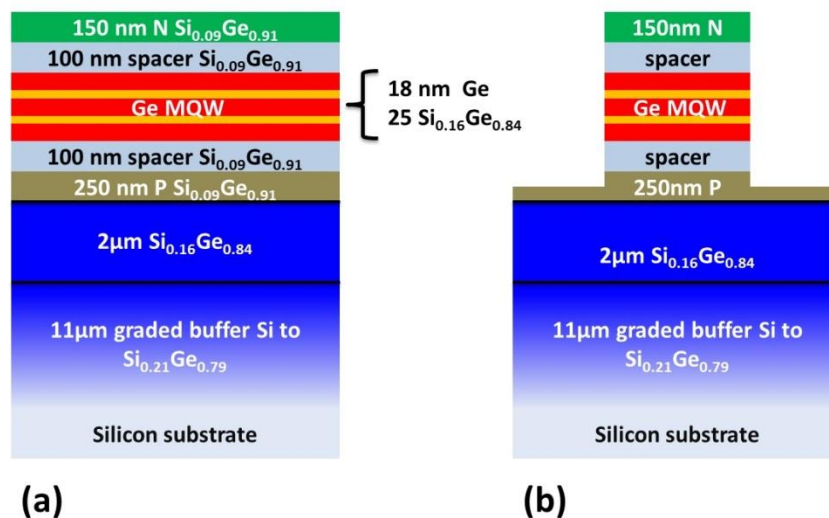 150 nm N Si₀.₀₉Ge₀.₉₁
100 nm spacer Si₀.₀₉Ge₀.₉₁
Ge MQW
18 nm Ge
25 Si₀.₁₆Ge₀.₈₄
100 nm spacer Si₀.₀₉Ge₀.₉₁
250 nm P Si₀.₀₉Ge₀.₉₁
2μm Si₀.₁₆Ge₀.₈₄
11μm graded buffer Si to
Si₀.₂₁Ge₀.₇₉
Silicon substrate
(a)
150nm N
spacer
Ge MQW
spacer
250nm P
2μm Si₀.₁₆Ge₀.₈₄
11μm graded buffer Si to
Si₀.₂₁Ge₀.₇₉
Silicon substrate
(b)